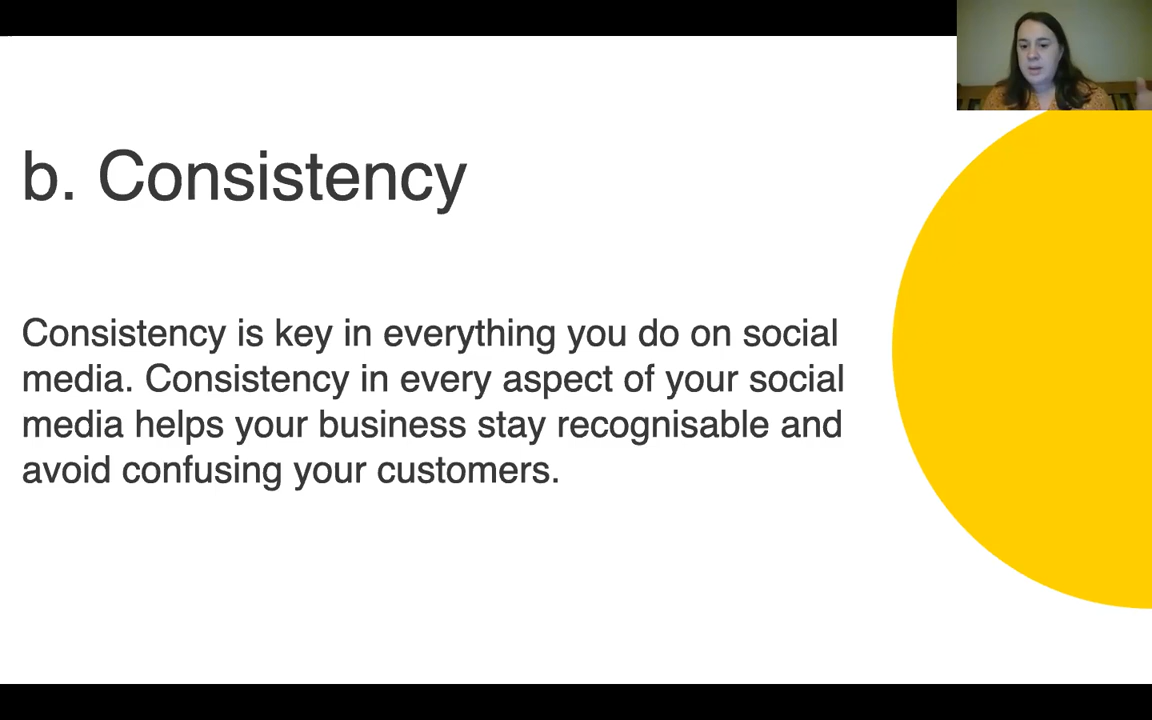 b. Consistency
Consistency is key in everything you do on social
media. Consistency in every aspect of your social
media helps your business stay recognisable and
avoid confusing your customers.